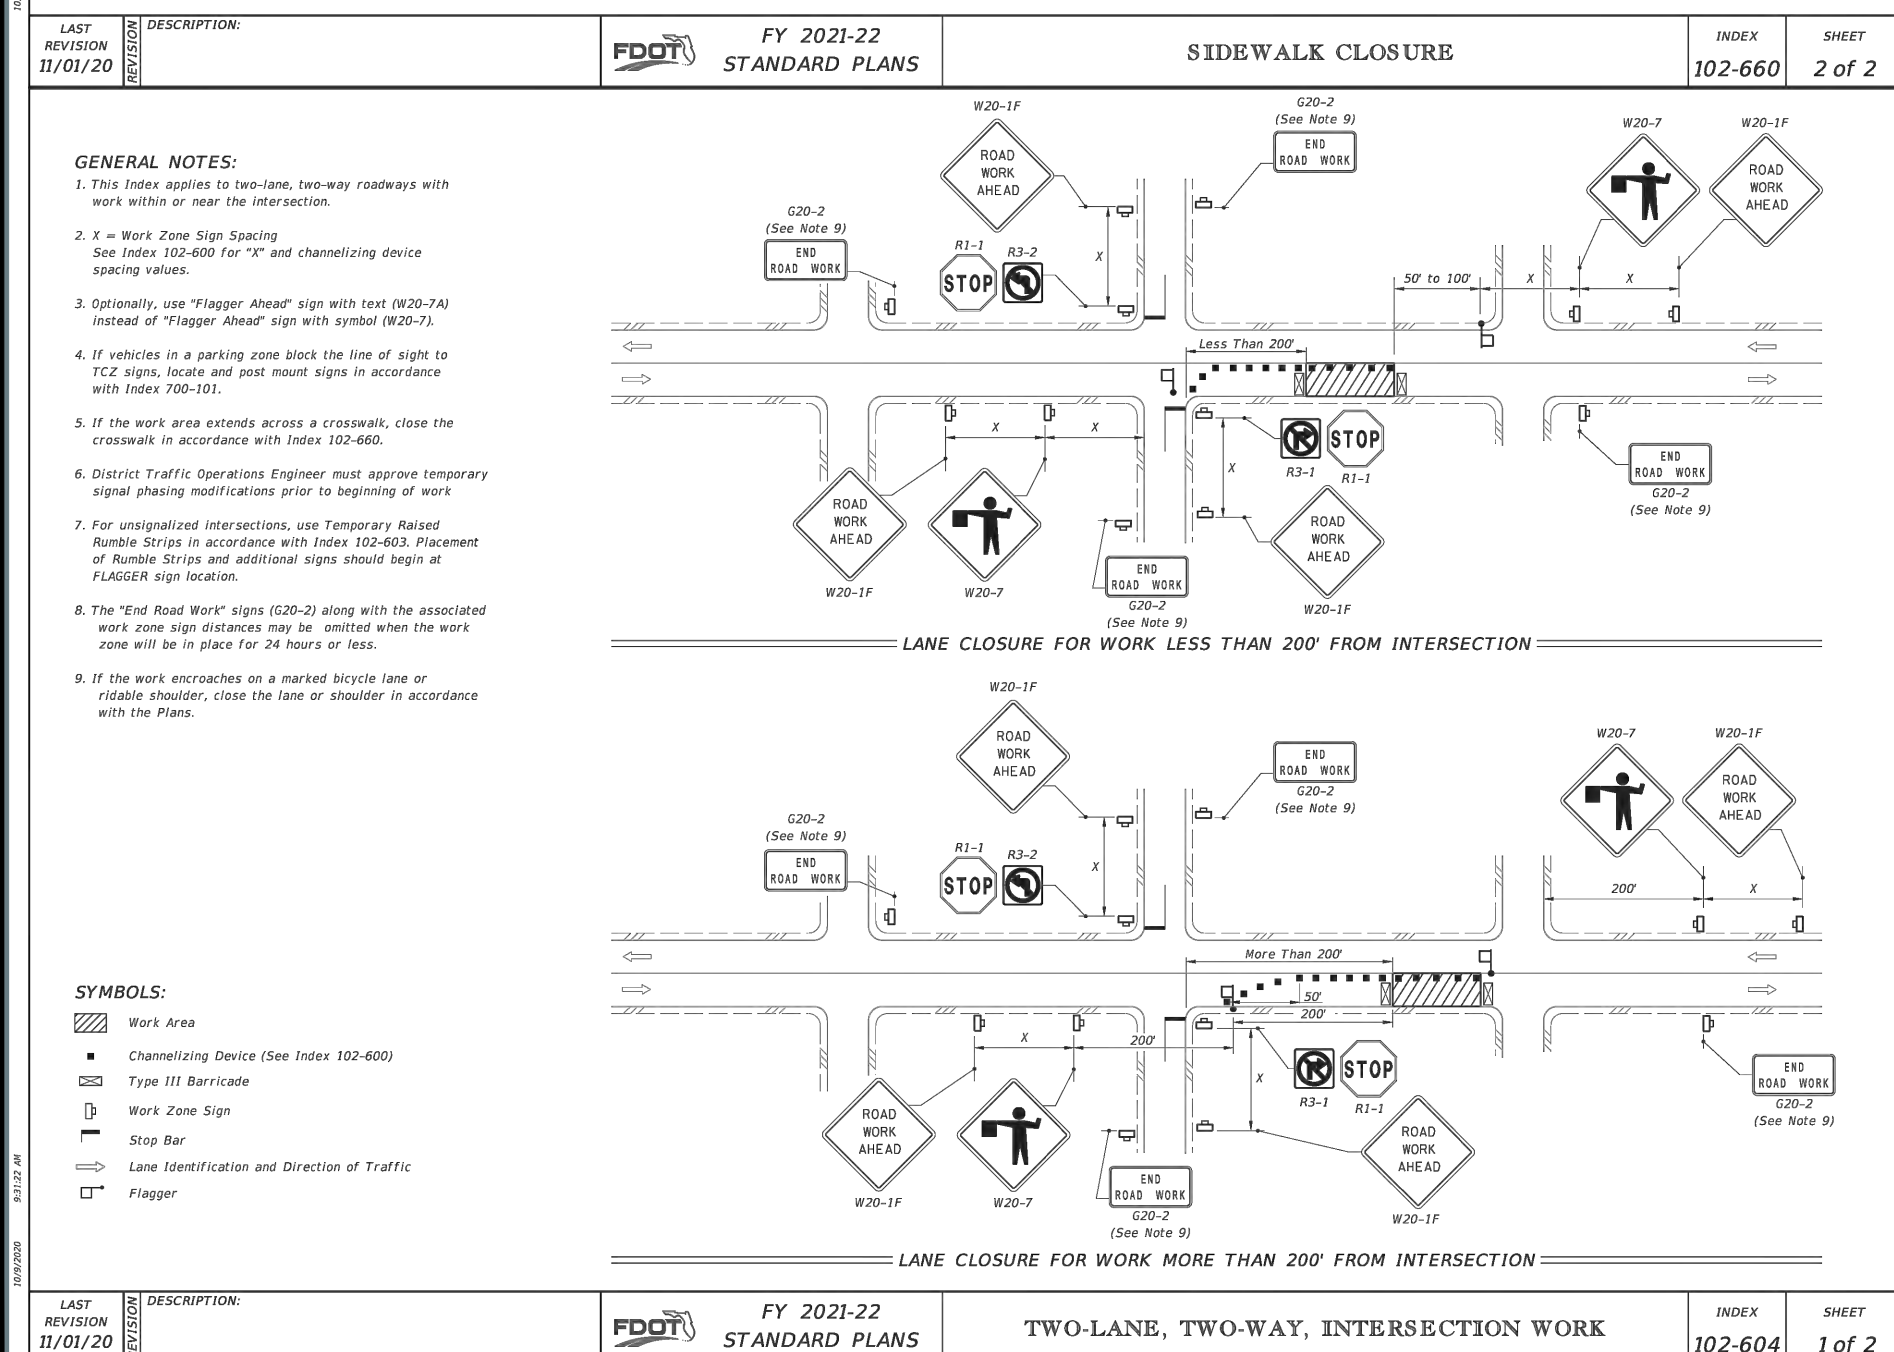 LAST
REVISION
11/01/20
REVISION
DESCRIPTION:
FDOT
FY 2021-22
STANDARD PLANS
SIDEWALK CLOSURE
INDEX
102-660
SHEET
2 of 2
GENERAL NOTES:
1. This Index applies to two-lane, two-way roadways with
work within or near the intersection.
2. X = Work Zone Sign Spacing
See Index 102-600 for "X" and channelizing device
spacing values.
3. Optionally, use "Flagger Ahead" sign with text (W20-7A)
instead of "Flagger Ahead" sign with symbol (W20-7).
4. If vehicles in a parking zone block the line of sight to
TCZ signs, locate and post mount signs in accordance
with Index 700-101.
5. If the work area extends across a crosswalk, close the
crosswalk in accordance with Index 102-660.
6. District Traffic Operations Engineer must approve temporary
signal phasing modifications prior to beginning of work
7. For unsignalized intersections, use Temporary Raised
Rumble Strips in accordance with Index 102-603. Placement
of Rumble Strips and additional signs should begin at
FLAGGER sign location.
8. The "End Road Work" signs (G20-2) along with the associated
work zone sign distances may be omitted when the work
zone will be in place for 24 hours or less.
9. If the work encroaches on a marked bicycle lane or
ridable shoulder, close the lane or shoulder in accordance
with the Plans.
SYMBOLS:
Work Area
Channelizing Device (See Index 102-600)
Type III Barricade
Work Zone Sign
Stop Bar
Lane Identification and Direction of Traffic
Flagger
W20-1F
ROAD
WORK
AHEAD
G20-2
(See Note 9)
END
ROAD WORK
W20-7
W20-1F
ROAD
WORK
AHEAD
G20-2
(See Note 9)
END
ROAD WORK
R1-1
STOP
R3-2
X
50' to 100'
X
X
Less Than 200'
X
X
X
R3-1
STOP
R1-1
END
ROAD WORK
G20-2
(See Note 9)
ROAD
WORK
AHEAD
W20-1F
W20-7
END
ROAD WORK
G20-2
(See Note 9)
ROAD
WORK
AHEAD
W20-1F
LANE CLOSURE FOR WORK LESS THAN 200' FROM INTERSECTION
W20-1F
ROAD
WORK
AHEAD
END
ROAD WORK
G20-2
(See Note 9)
W20-7
W20-1F
ROAD
WORK
AHEAD
G20-2
(See Note 9)
END
ROAD WORK
R1-1
STOP
R3-2
X
200'
X
More Than 200'
50'
200'
X
200'
X
R3-1
STOP
R1-1
END
ROAD WORK
G20-2
(See Note 9)
ROAD
WORK
AHEAD
W20-1F
W20-7
END
ROAD WORK
G20-2
(See Note 9)
ROAD
WORK
AHEAD
W20-1F
LANE CLOSURE FOR WORK MORE THAN 200' FROM INTERSECTION
9:31:22 AM
10/9/2020
LAST
REVISION
11/01/20
DESCRIPTION:
FDOT
FY 2021-22
STANDARD PLANS
TWO-LANE, TWO-WAY, INTERSECTION WORK
INDEX
102-604
SHEET
1 of 2